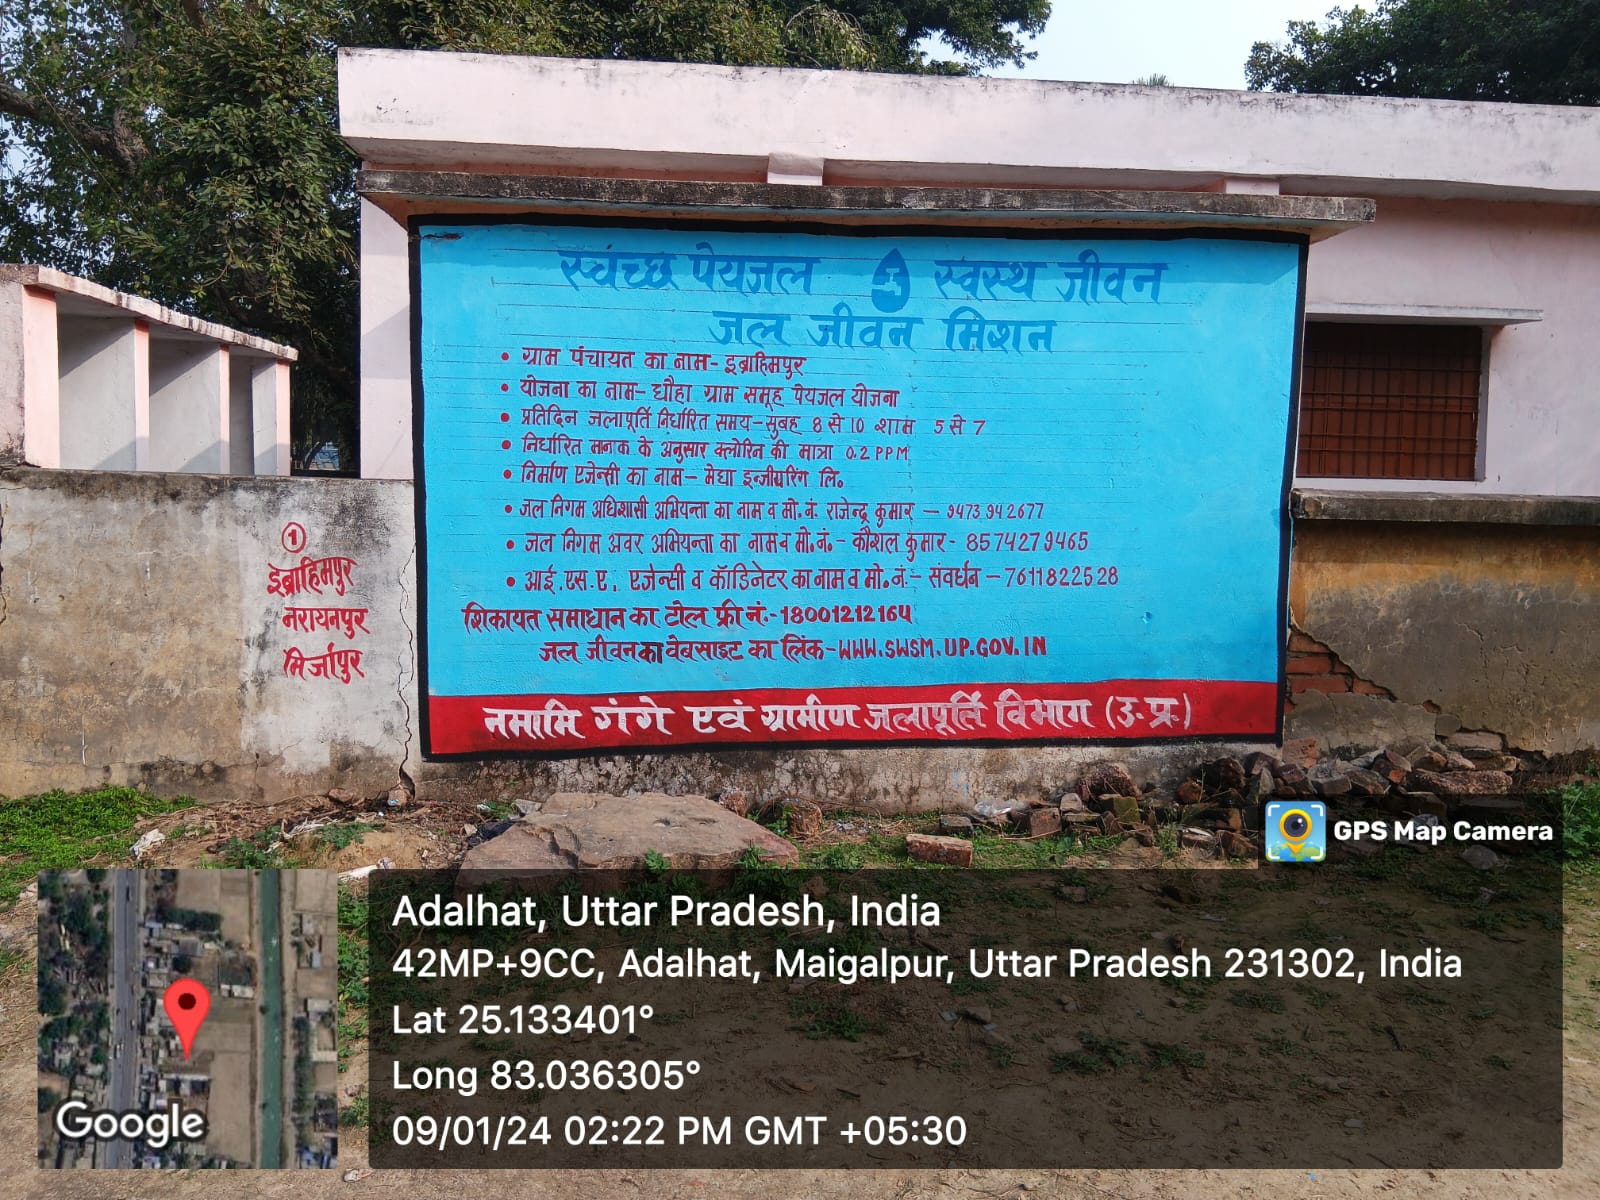 स्वच्छ पेयजल स्वस्थ जीवन
जल जीवन मिशन
• ग्राम पंचायत का नाम- इब्राहिमपुर
• योजना का नाम- धौहा ग्राम समूह पेयजल योजना
• प्रतिदिन जलापूर्ति निर्धारित समय-सुबह 8 से 10 शाम 5 से 7
• निर्धारित मानक के अनुसार क्लोरिन की मात्रा 0.2 PPM
• निर्माण एजेन्सी का नाम- मेघा इन्जीयरिंग लि०
• जल निगम अधिशासी अभियन्ता का नाम व मो.नं. राजेन्द्र कुमार - 9473942677
• जल निगम अवर अभियन्ता का नाम व मो.नं.- कौशल कुमार- 8574279465
• आई.एस.ए. एजेन्सी व कॉडिनेटर का नाम व मो०नं- संवर्धन - 7611822528
शिकायत समाधान का टोल फ्री नं.-18001212164
जल जीवन का वेबसाइट का लिंक-WWW.SWSM.UP.GOV.IN
नमामि गंगे एवं ग्रामीण जलापूर्ति विभाग (उ.प्र.)
1
इब्राहिमपुर
नरायनपुर
मिर्जापुर
GPS Map Camera
Adalhat, Uttar Pradesh, India
42MP+9CC, Adalhat, Maigalpur, Uttar Pradesh 231302, India
Lat 25.133401°
Long 83.036305°
09/01/24 02:22 PM GMT +05:30
Google